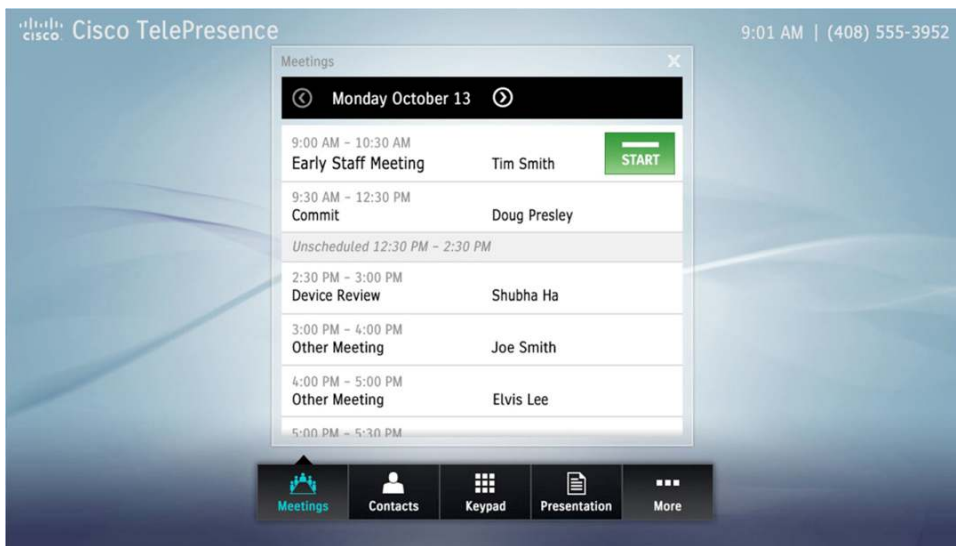 CISCO Cisco TelePresence
9:01 AM | (408) 555-3952
Meetings
Monday October 13
9:00 AM – 10:30 AM
Early Staff Meeting Tim Smith START
9:30 AM – 12:30 PM
Commit Doug Presley
Unscheduled 12:30 PM – 2:30 PM
2:30 PM – 3:00 PM
Device Review Shubha Ha
3:00 PM – 4:00 PM
Other Meeting Joe Smith
4:00 PM – 5:00 PM
Other Meeting Elvis Lee
5:00 PM – 5:30 PM
Meetings Contacts Keypad Presentation More